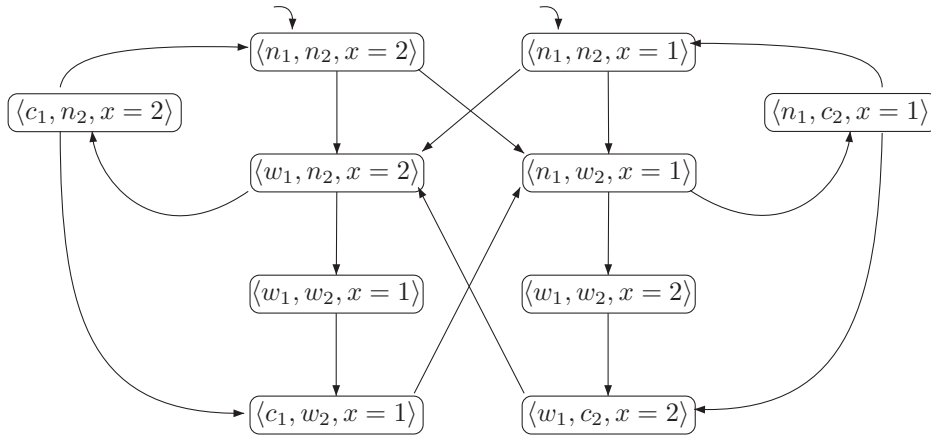 ⟨n₁, n₂, x = 2⟩ ⟨n₁, n₂, x = 1⟩
⟨c₁, n₂, x = 2⟩ ⟨n₁, c₂, x = 1⟩
⟨w₁, n₂, x = 2⟩ ⟨n₁, w₂, x = 1⟩
⟨w₁, w₂, x = 1⟩ ⟨w₁, w₂, x = 2⟩
⟨c₁, w₂, x = 1⟩ ⟨w₁, c₂, x = 2⟩